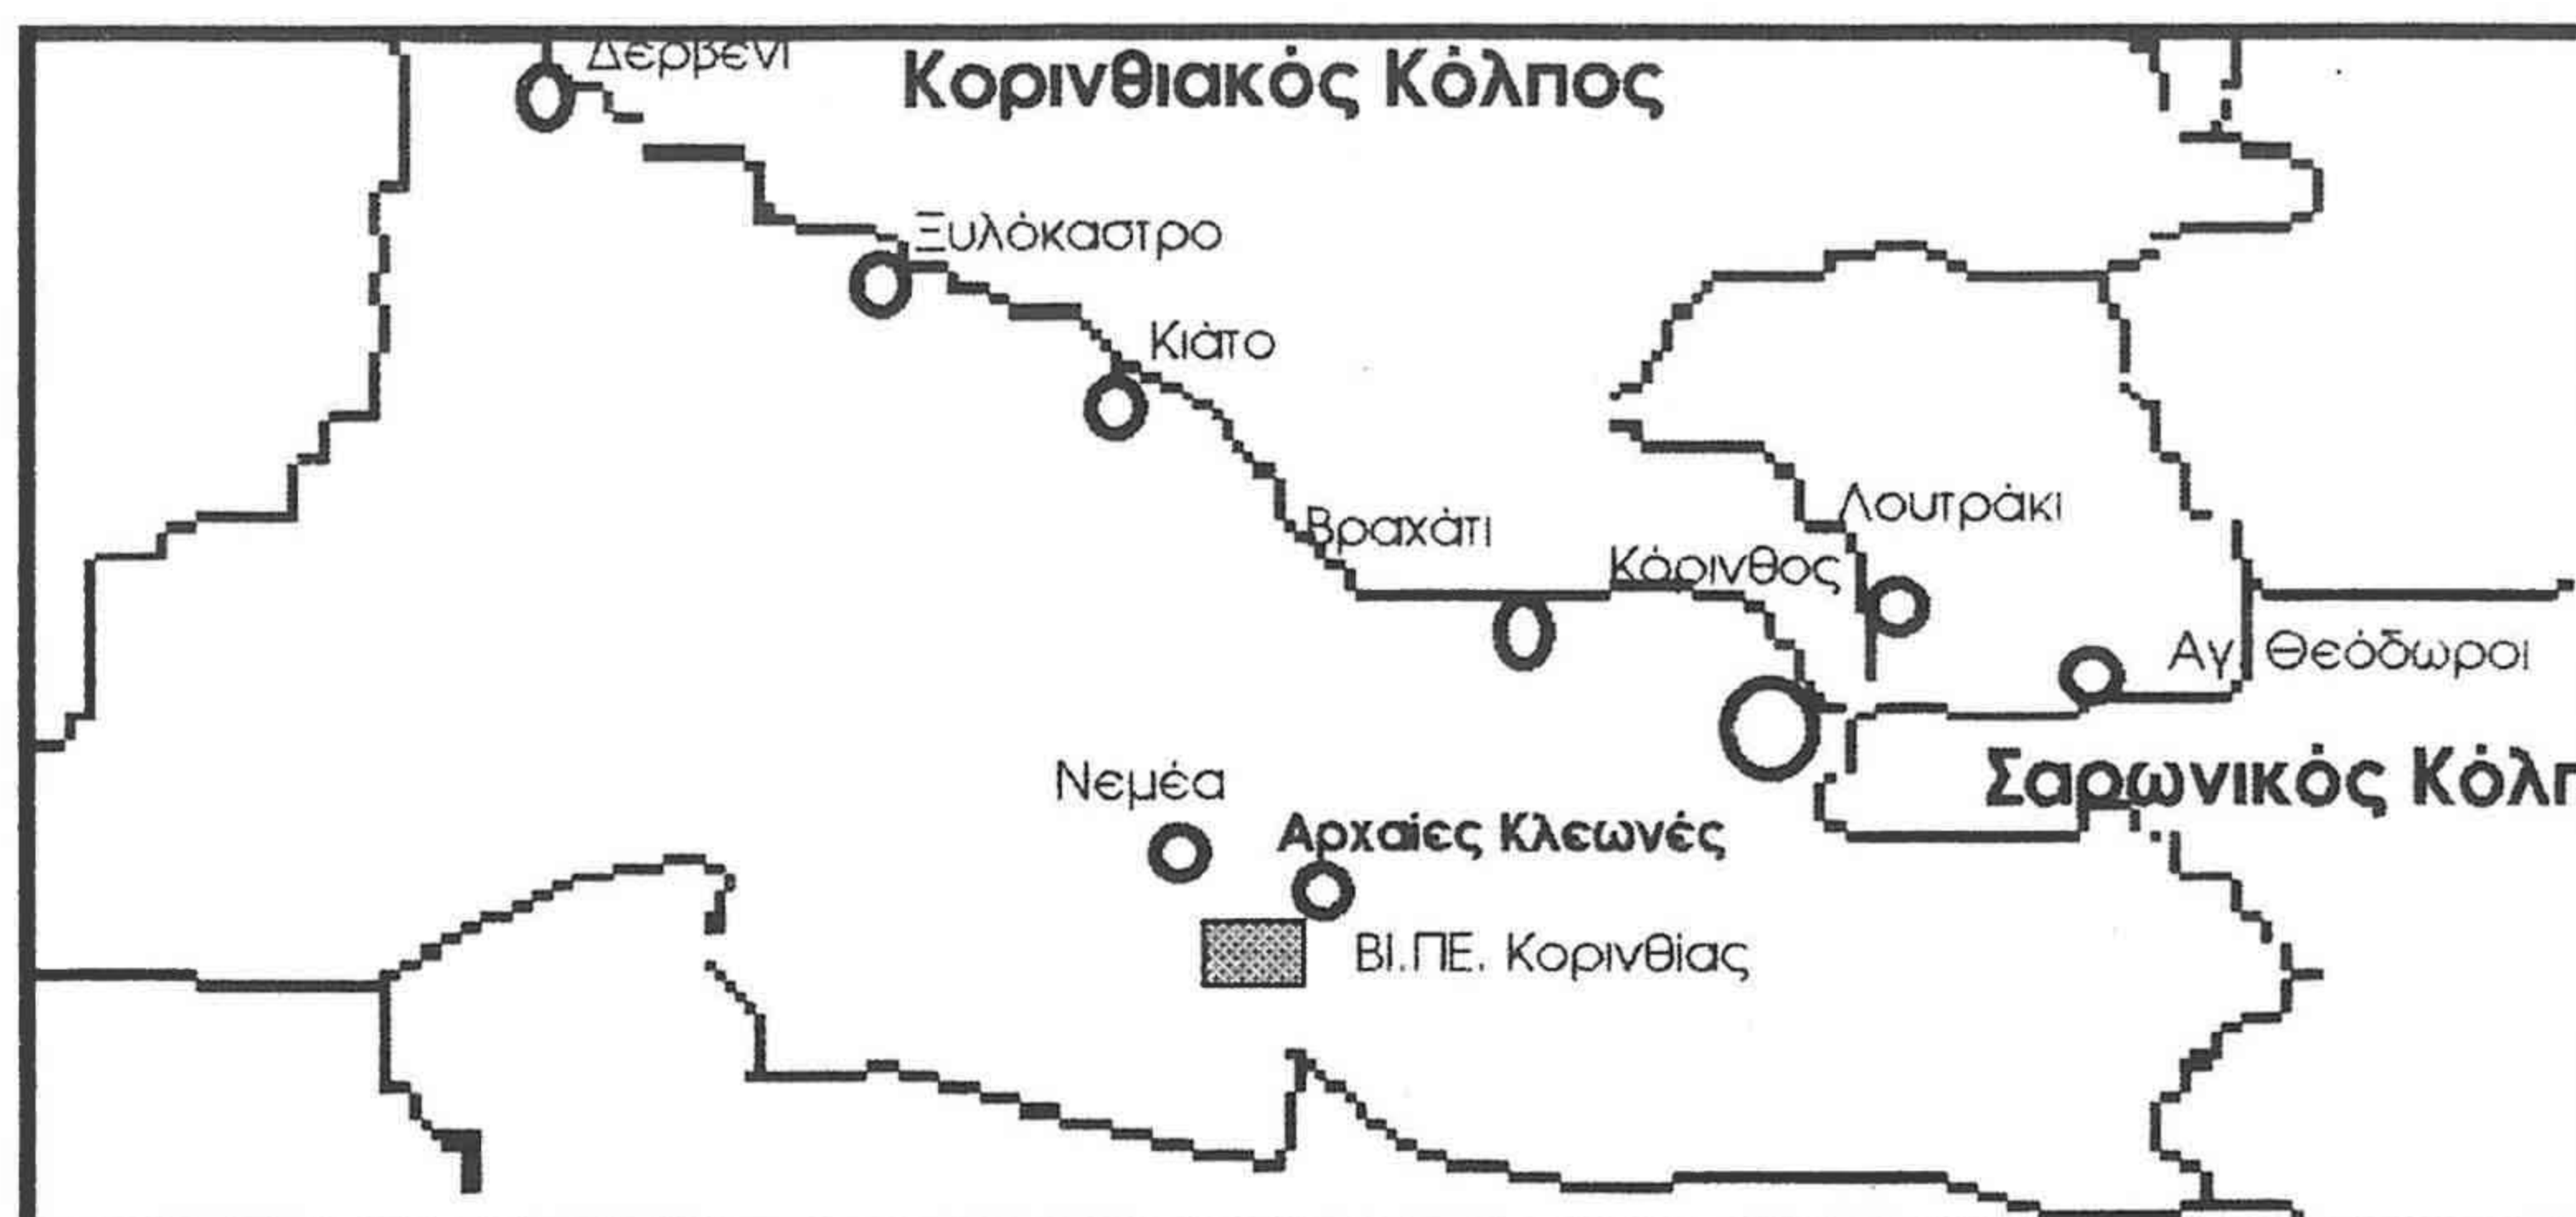 Δερβένι
Κορινθιακός Κόλπος
Ξυλόκαστρο
Κιάτο
Βραχάτι
Λουτράκι
Κόρινθος
Αγ Θεόδωροι
Σαρωνικός Κόλπ
Νεμέα
Αρχαίες Κλεωνές
ΒΙ.ΠΕ. Κορινθίας